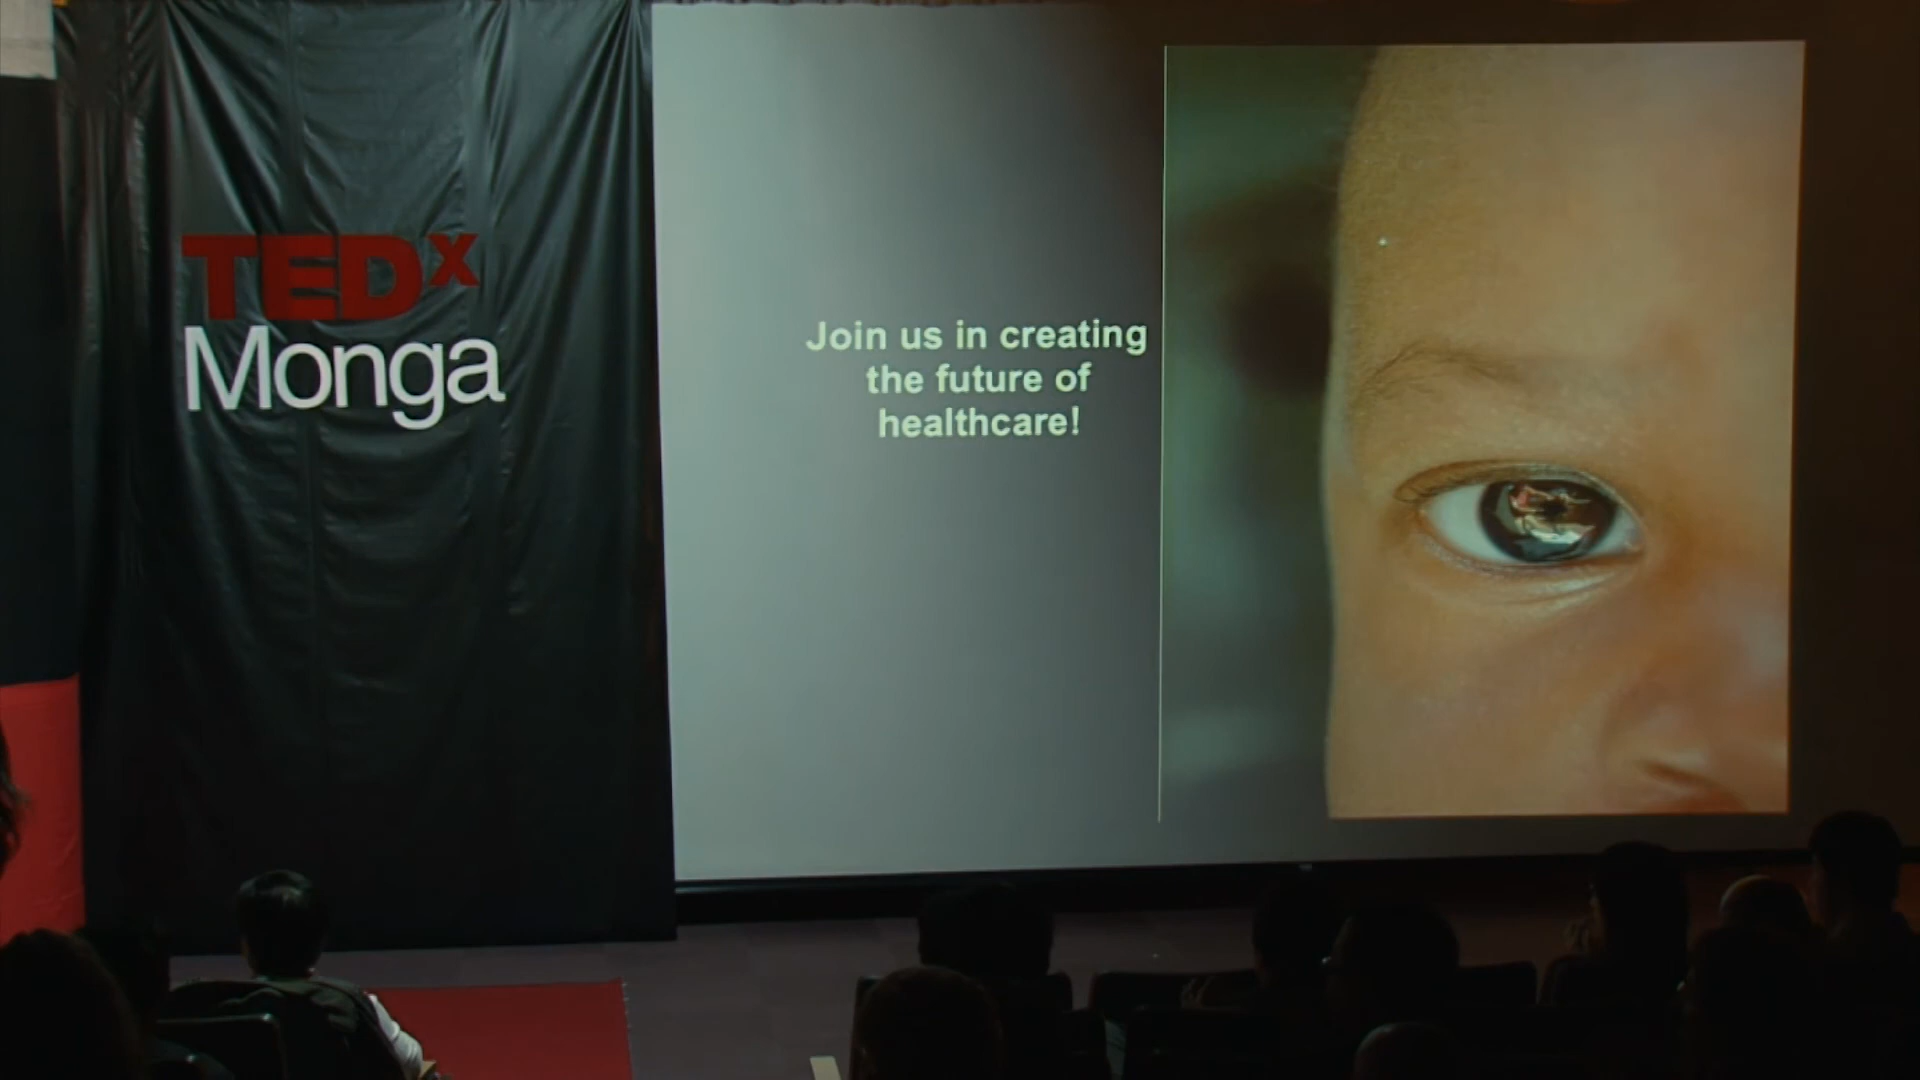 TEDx
Monga
Join us in creating
the future of
healthcare!